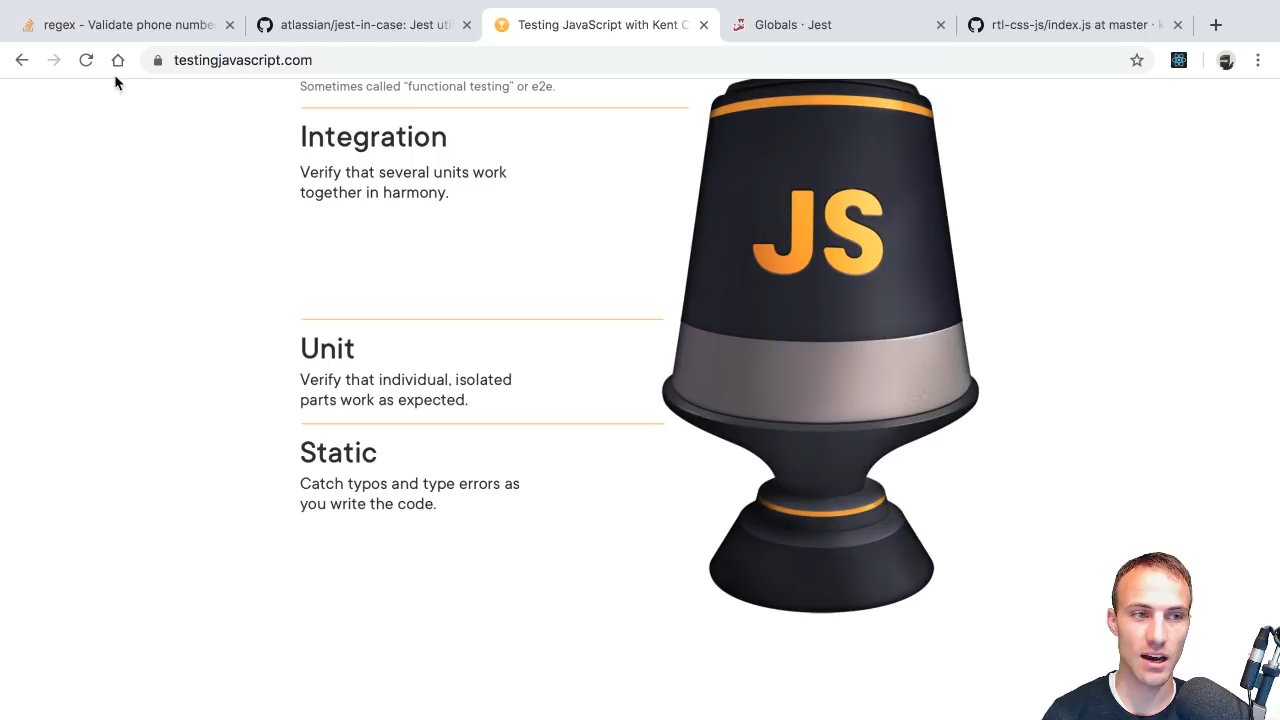 regex - Validate phone numbe
atlassian/jest-in-case: Jest uti
Testing JavaScript with Kent C
Globals · Jest
rtl-css-js/index.js at master · k
testingjavascript.com
Sometimes called “functional testing” or e2e.
Integration
Verify that several units work
together in harmony.
JS
Unit
Verify that individual, isolated
parts work as expected.
Static
Catch typos and type errors as
you write the code.